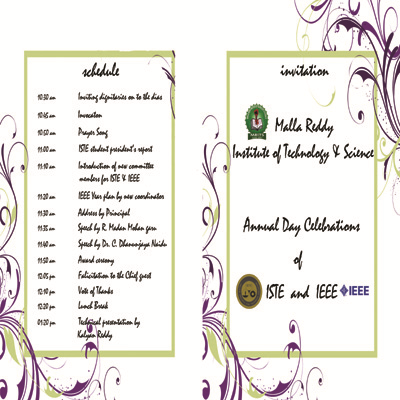 schedule
10:30 am Inviting dignitaries on to the dias
10:45 am Invocaton
10:50 am Prayer Song
11.00 am ISTE student president's report
11.10 am Introduction of new committee
members for ISTE & IEEE
11.20 am IEEE Year plan by new coordinator
11.30 am Address by Principal
11.35 am Speech by R. Madan Mohan garu
11.40 am Speech by Dr. C. Dhanunjaya Naidu
11.50 am Award cereony
12.05 pm Falicitation to the Chief guest
12.10 pm Vote of Thanks
12.20 pm Lunch Break
01.20 pm Technical presentation by
Kalyan Reddy
invitation
Malla Reddy
Institute of Technology & Science
Annual Day Celebrations
of
ISTE and IEEE IEEE